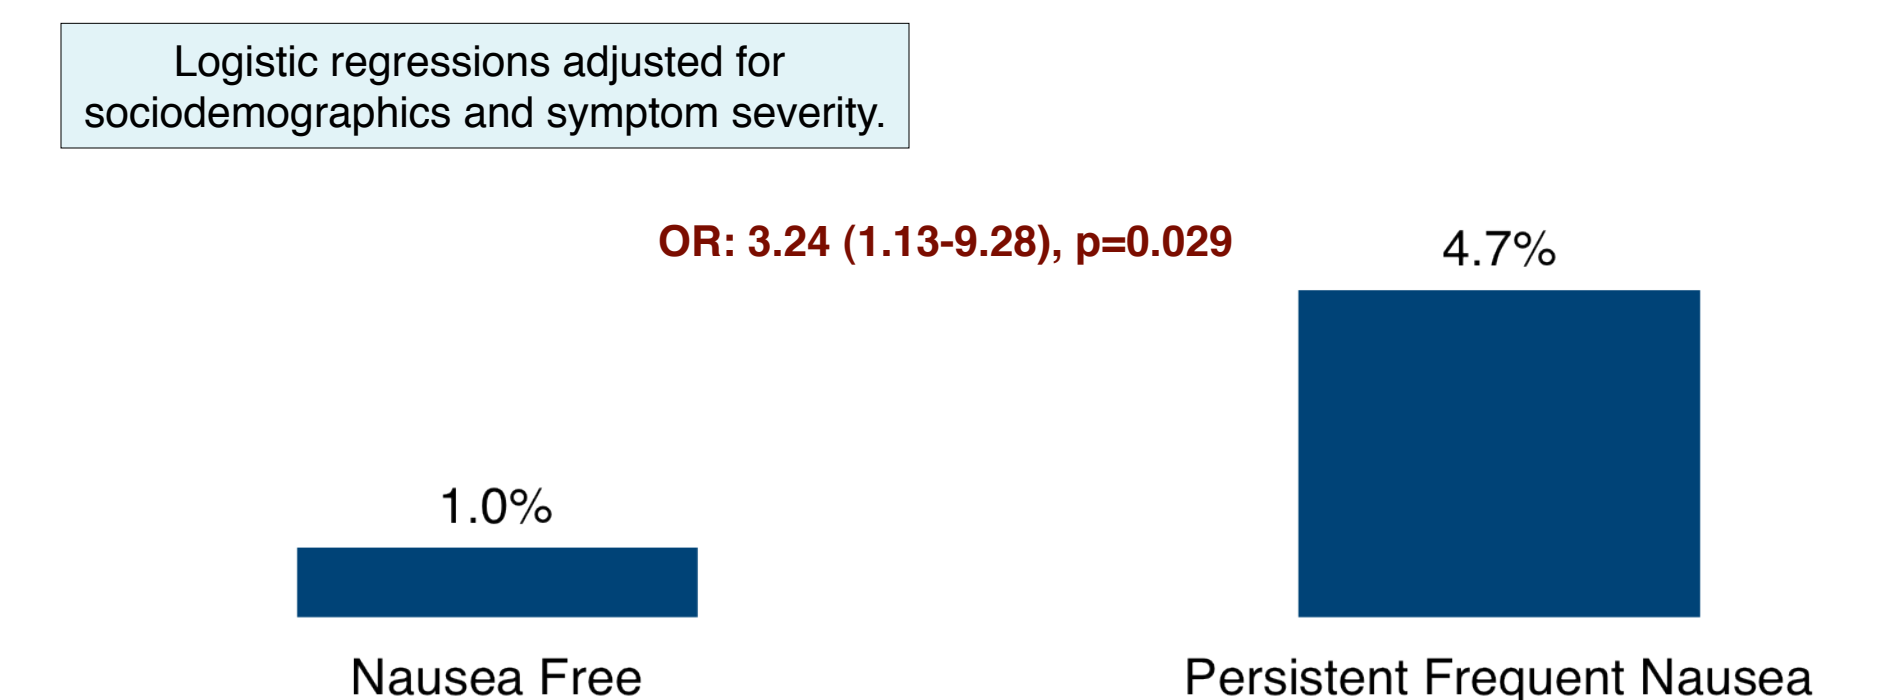 Logistic regressions adjusted for
sociodemographics and symptom severity.
OR: 3.24 (1.13-9.28), p=0.029
4.7%
1.0%
Nausea Free
Persistent Frequent Nausea